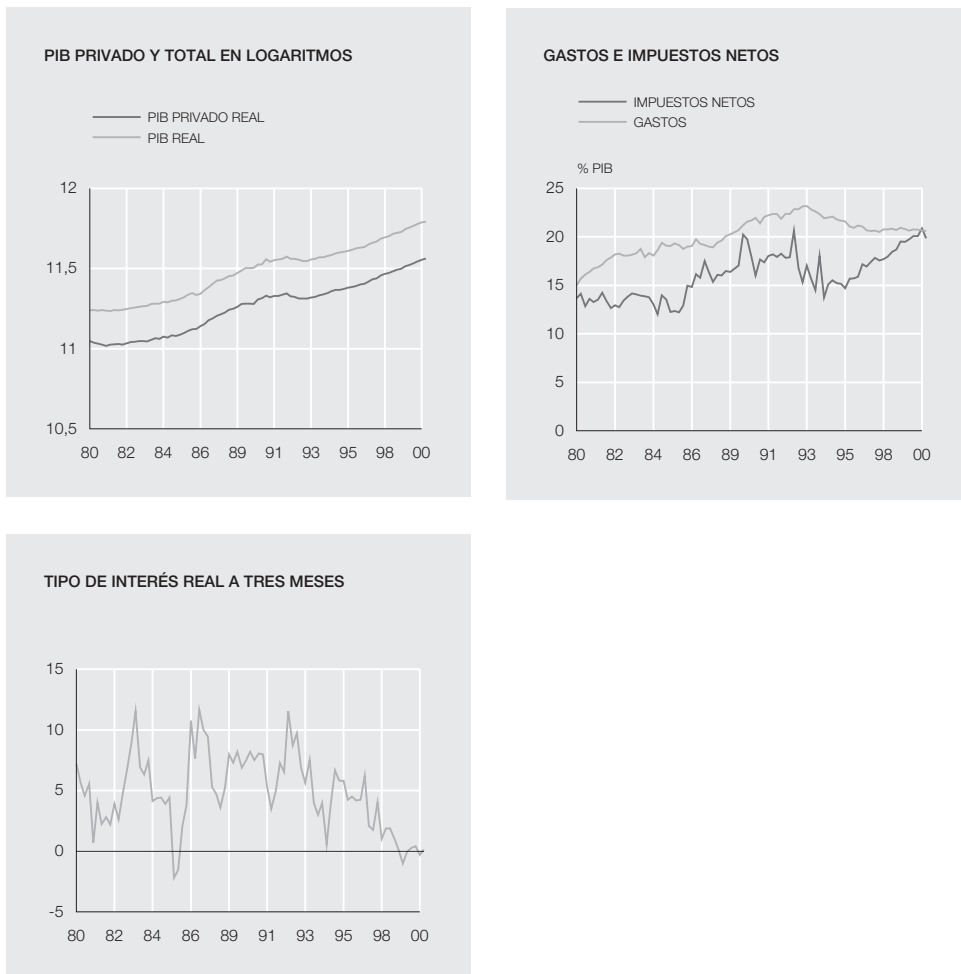 PIB PRIVADO Y TOTAL EN LOGARITMOS
PIB PRIVADO REAL
PIB REAL
12
11,5
11
10,5
80 82 84 86 89 91 93 95 98 00
GASTOS E IMPUESTOS NETOS
IMPUESTOS NETOS
GASTOS
% PIB
25
20
15
10
5
0
80 82 84 86 89 91 93 95 98 00
TIPO DE INTERÉS REAL A TRES MESES
15
10
5
0
-5
80 82 84 86 89 91 93 95 98 00